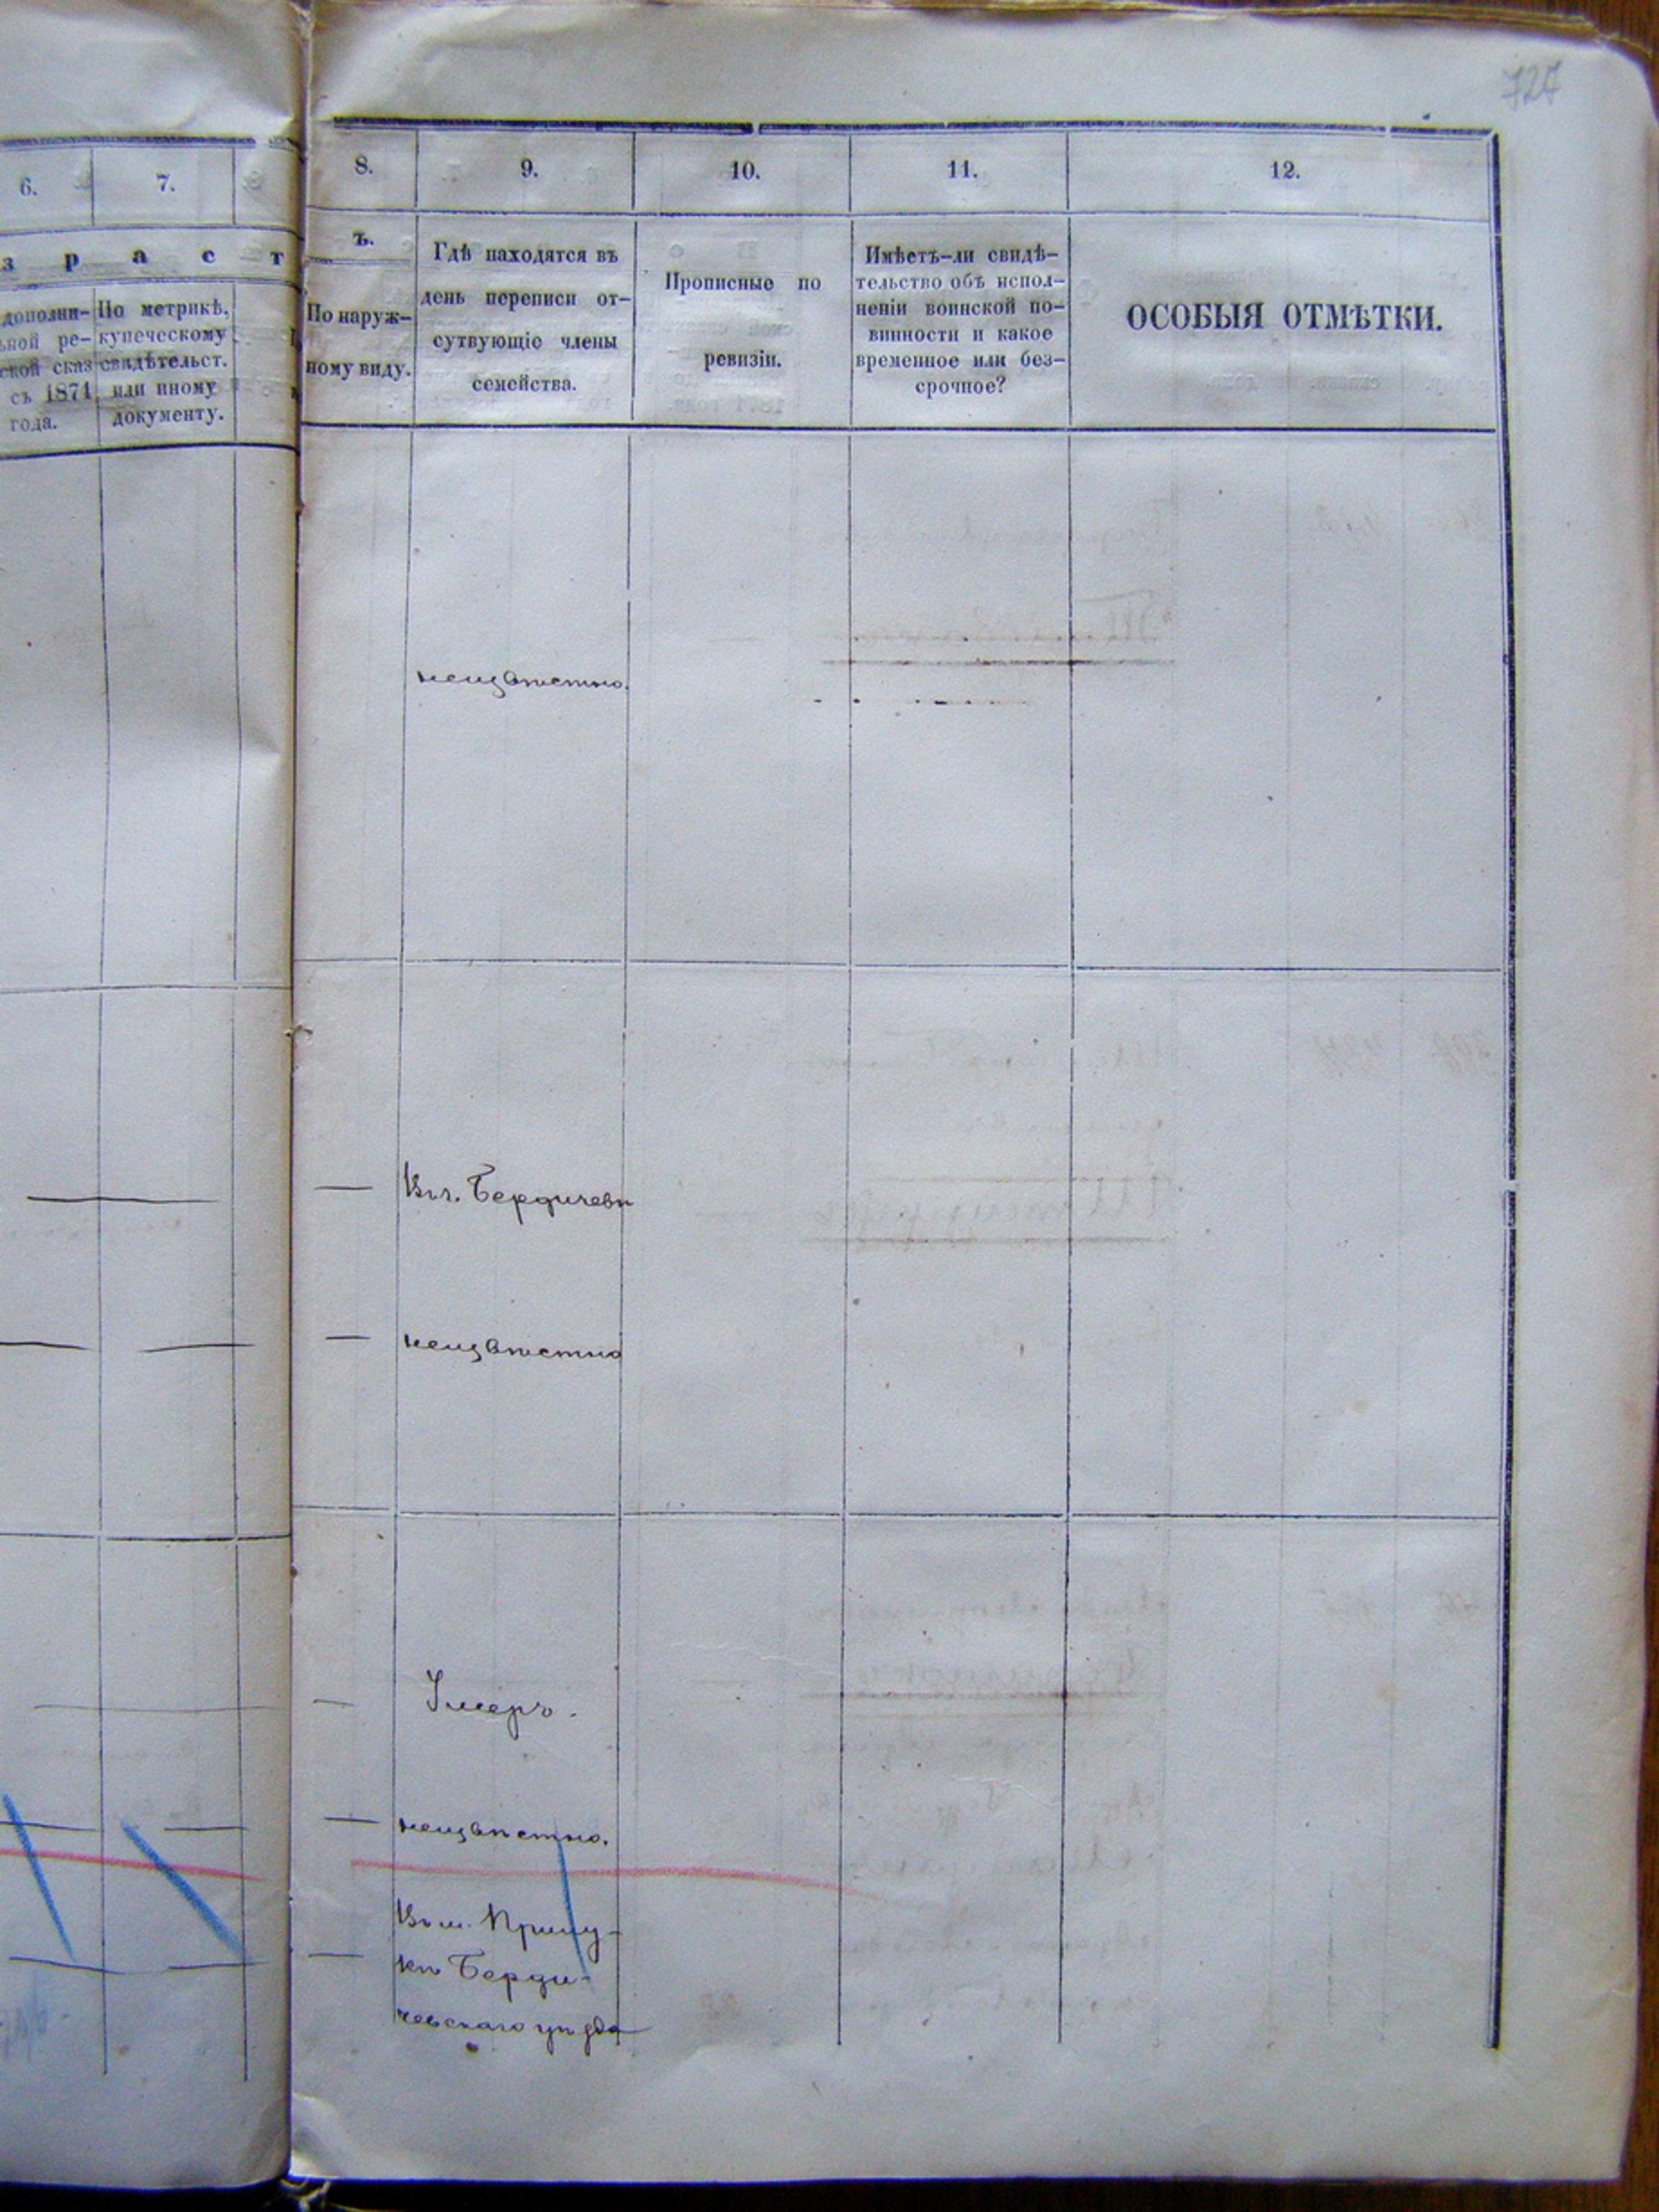 727
6.
7.
8.
9.
10.
11.
12.
з р а с т
ъ.
дополни-
ной ре-
ской сказ
съ 1871
года.
По метрикѣ,
купеческому
свидѣтельст.
или иному
документу.
По наруж-
ному виду.
Гдѣ находятся въ
день переписи от-
сутвующіе члены
семейства.
Прописные по
ревизіи.
Имѣетъ-ли свидѣ-
тельство объ испол-
неніи воинской по-
винности и какое
временное или без-
срочное?
ОСОБЫЯ ОТМѢТКИ.
неизвѣстно.
Въ г. Бердичевѣ
неизвѣстно
Умеръ.
неизвѣстно.
Въ м. Прилу-
кѣ Берди-
чевскаго уѣзда